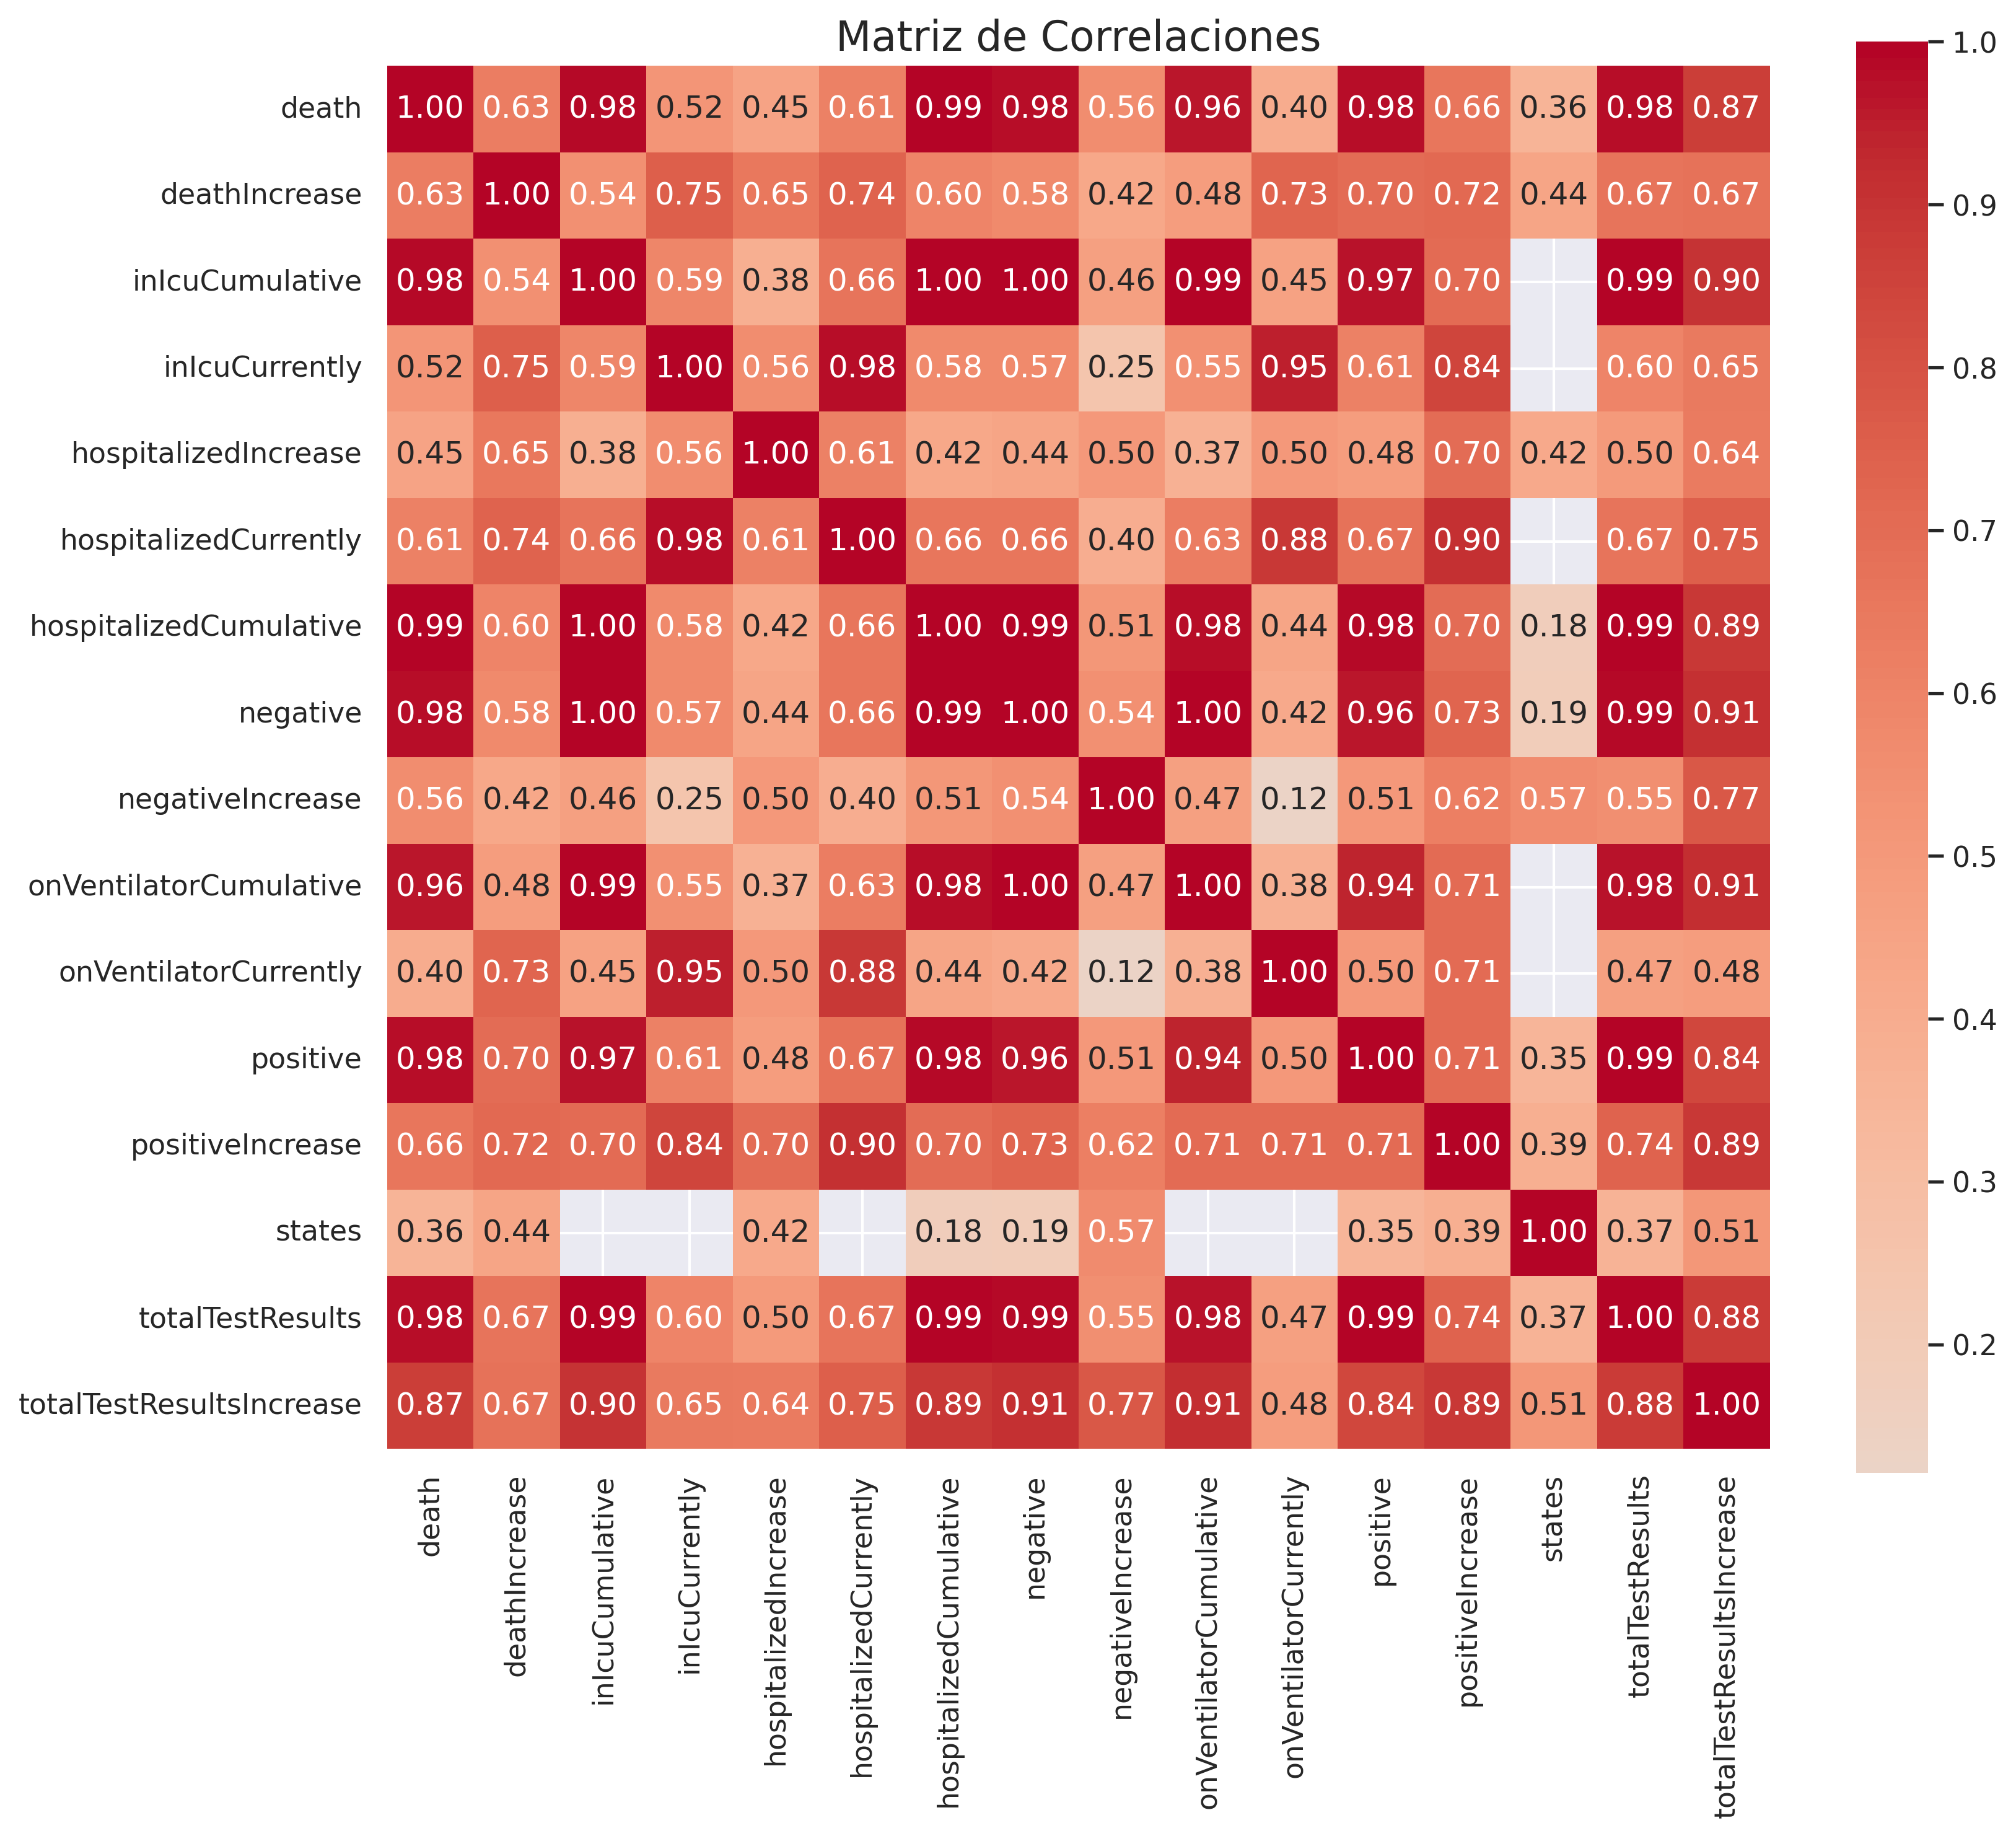 Matriz de Correlaciones
death 1.00 0.63 0.98 0.52 0.45 0.61 0.99 0.98 0.56 0.96 0.40 0.98 0.66 0.36 0.98 0.87
deathIncrease 0.63 1.00 0.54 0.75 0.65 0.74 0.60 0.58 0.42 0.48 0.73 0.70 0.72 0.44 0.67 0.67
inIcuCumulative 0.98 0.54 1.00 0.59 0.38 0.66 1.00 1.00 0.46 0.99 0.45 0.97 0.70 0.99 0.90
inIcuCurrently 0.52 0.75 0.59 1.00 0.56 0.98 0.58 0.57 0.25 0.55 0.95 0.61 0.84 0.60 0.65
hospitalizedIncrease 0.45 0.65 0.38 0.56 1.00 0.61 0.42 0.44 0.50 0.37 0.50 0.48 0.70 0.42 0.50 0.64
hospitalizedCurrently 0.61 0.74 0.66 0.98 0.61 1.00 0.66 0.66 0.40 0.63 0.88 0.67 0.90 0.67 0.75
hospitalizedCumulative 0.99 0.60 1.00 0.58 0.42 0.66 1.00 0.99 0.51 0.98 0.44 0.98 0.70 0.18 0.99 0.89
negative 0.98 0.58 1.00 0.57 0.44 0.66 0.99 1.00 0.54 1.00 0.42 0.96 0.73 0.19 0.99 0.91
negativeIncrease 0.56 0.42 0.46 0.25 0.50 0.40 0.51 0.54 1.00 0.47 0.12 0.51 0.62 0.57 0.55 0.77
onVentilatorCumulative 0.96 0.48 0.99 0.55 0.37 0.63 0.98 1.00 0.47 1.00 0.38 0.94 0.71 0.98 0.91
onVentilatorCurrently 0.40 0.73 0.45 0.95 0.50 0.88 0.44 0.42 0.12 0.38 1.00 0.50 0.71 0.47 0.48
positive 0.98 0.70 0.97 0.61 0.48 0.67 0.98 0.96 0.51 0.94 0.50 1.00 0.71 0.35 0.99 0.84
positiveIncrease 0.66 0.72 0.70 0.84 0.70 0.90 0.70 0.73 0.62 0.71 0.71 0.71 1.00 0.39 0.74 0.89
states 0.36 0.44 0.42 0.18 0.19 0.57 0.35 0.39 1.00 0.37 0.51
totalTestResults 0.98 0.67 0.99 0.60 0.50 0.67 0.99 0.99 0.55 0.98 0.47 0.99 0.74 0.37 1.00 0.88
totalTestResultsIncrease 0.87 0.67 0.90 0.65 0.64 0.75 0.89 0.91 0.77 0.91 0.48 0.84 0.89 0.51 0.88 1.00
death
deathIncrease
inIcuCumulative
inIcuCurrently
hospitalizedIncrease
hospitalizedCurrently
hospitalizedCumulative
negative
negativeIncrease
onVentilatorCumulative
onVentilatorCurrently
positive
positiveIncrease
states
totalTestResults
totalTestResultsIncrease
1.0
0.9
0.8
0.7
0.6
0.5
0.4
0.3
0.2